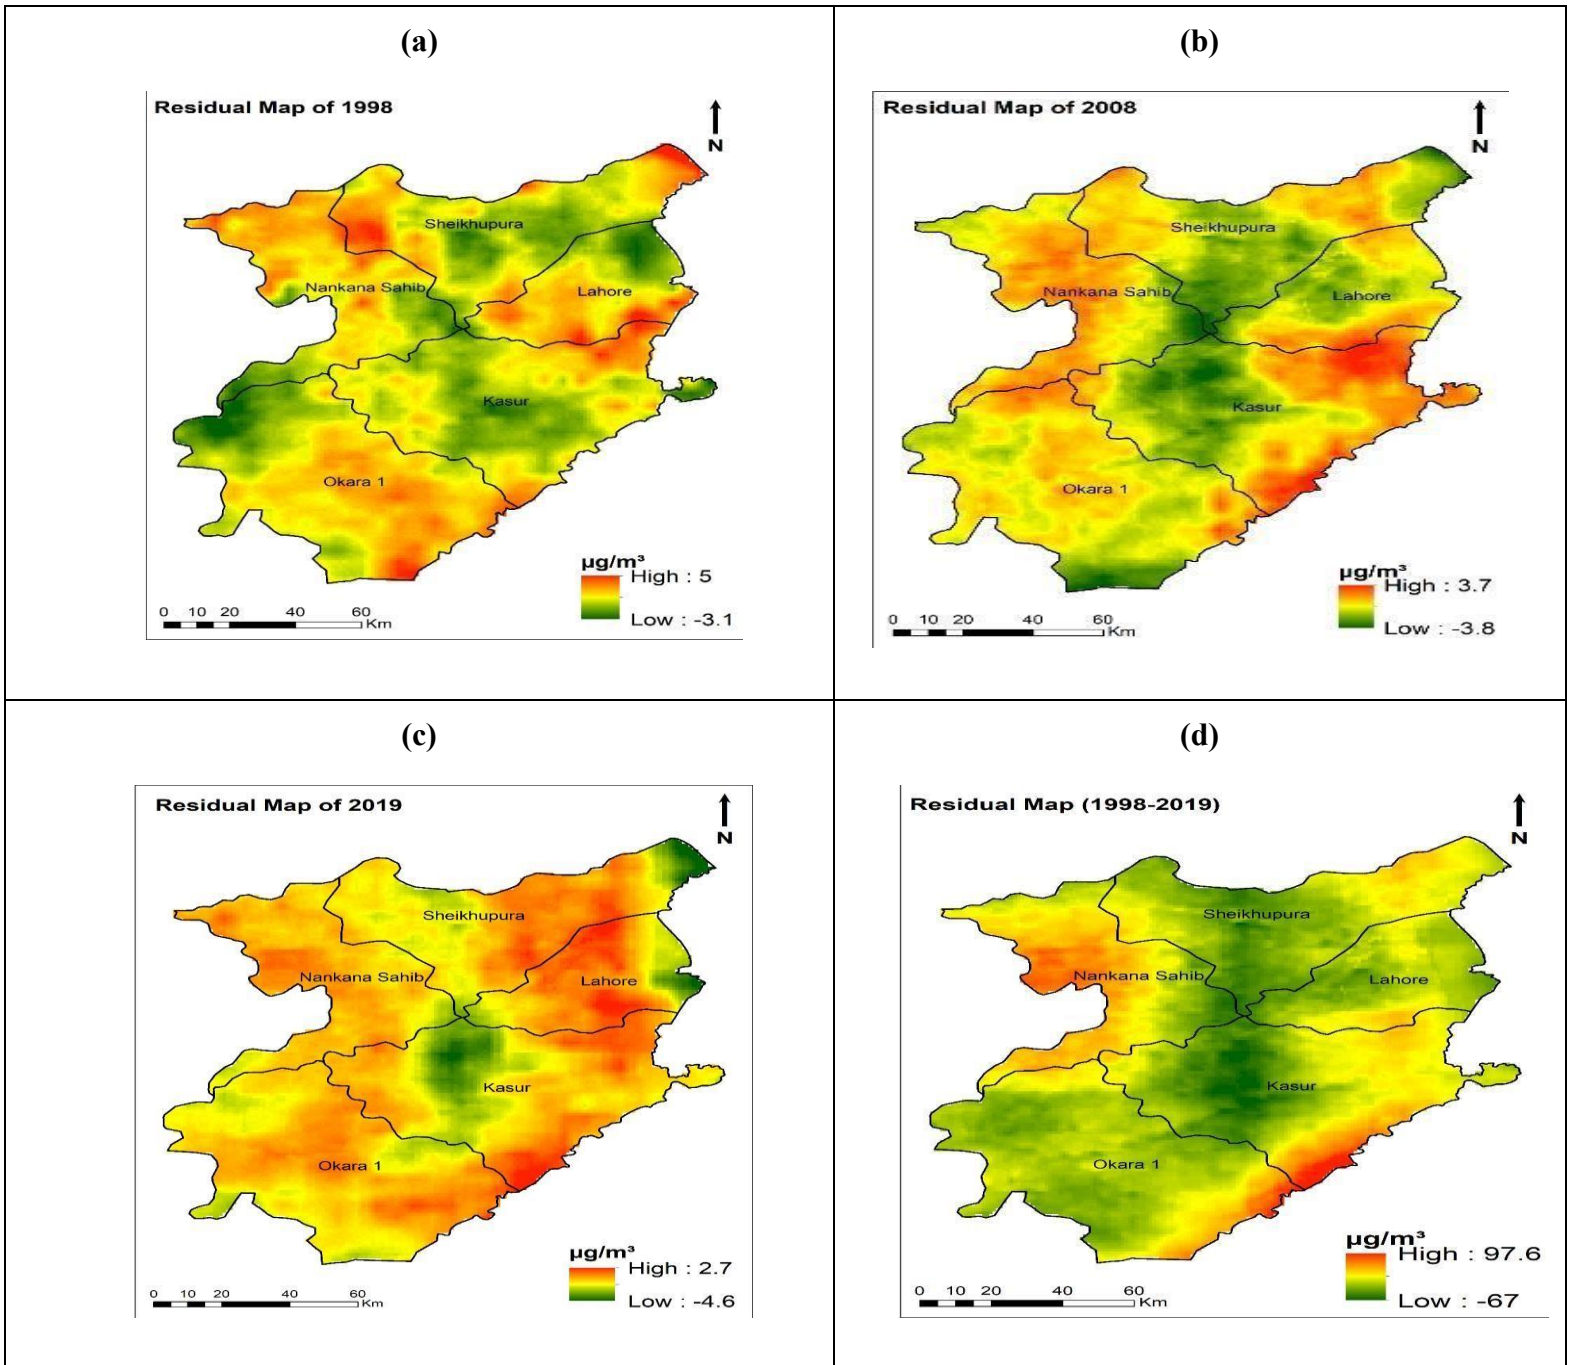 (a)
Residual Map of 1998
N
Sheikhupura
Nankana Sahib
Lahore
Kasur
Okara 1
µg/m³
High : 5
Low : -3.1
0 10 20 40 60
Km
(b)
Residual Map of 2008
N
Sheikhupura
Nankana Sahib
Lahore
Kasur
Okara 1
µg/m³
High : 3.7
Low : -3.8
0 10 20 40 60
Km
(c)
Residual Map of 2019
N
Sheikhupura
Nankana Sahib
Lahore
Kasur
Okara 1
µg/m³
High : 2.7
Low : -4.6
0 10 20 40 60
Km
(d)
Residual Map (1998-2019)
N
Sheikhupura
Nankana Sahib
Lahore
Kasur
Okara 1
µg/m³
High : 97.6
Low : -67
0 10 20 40 60
Km